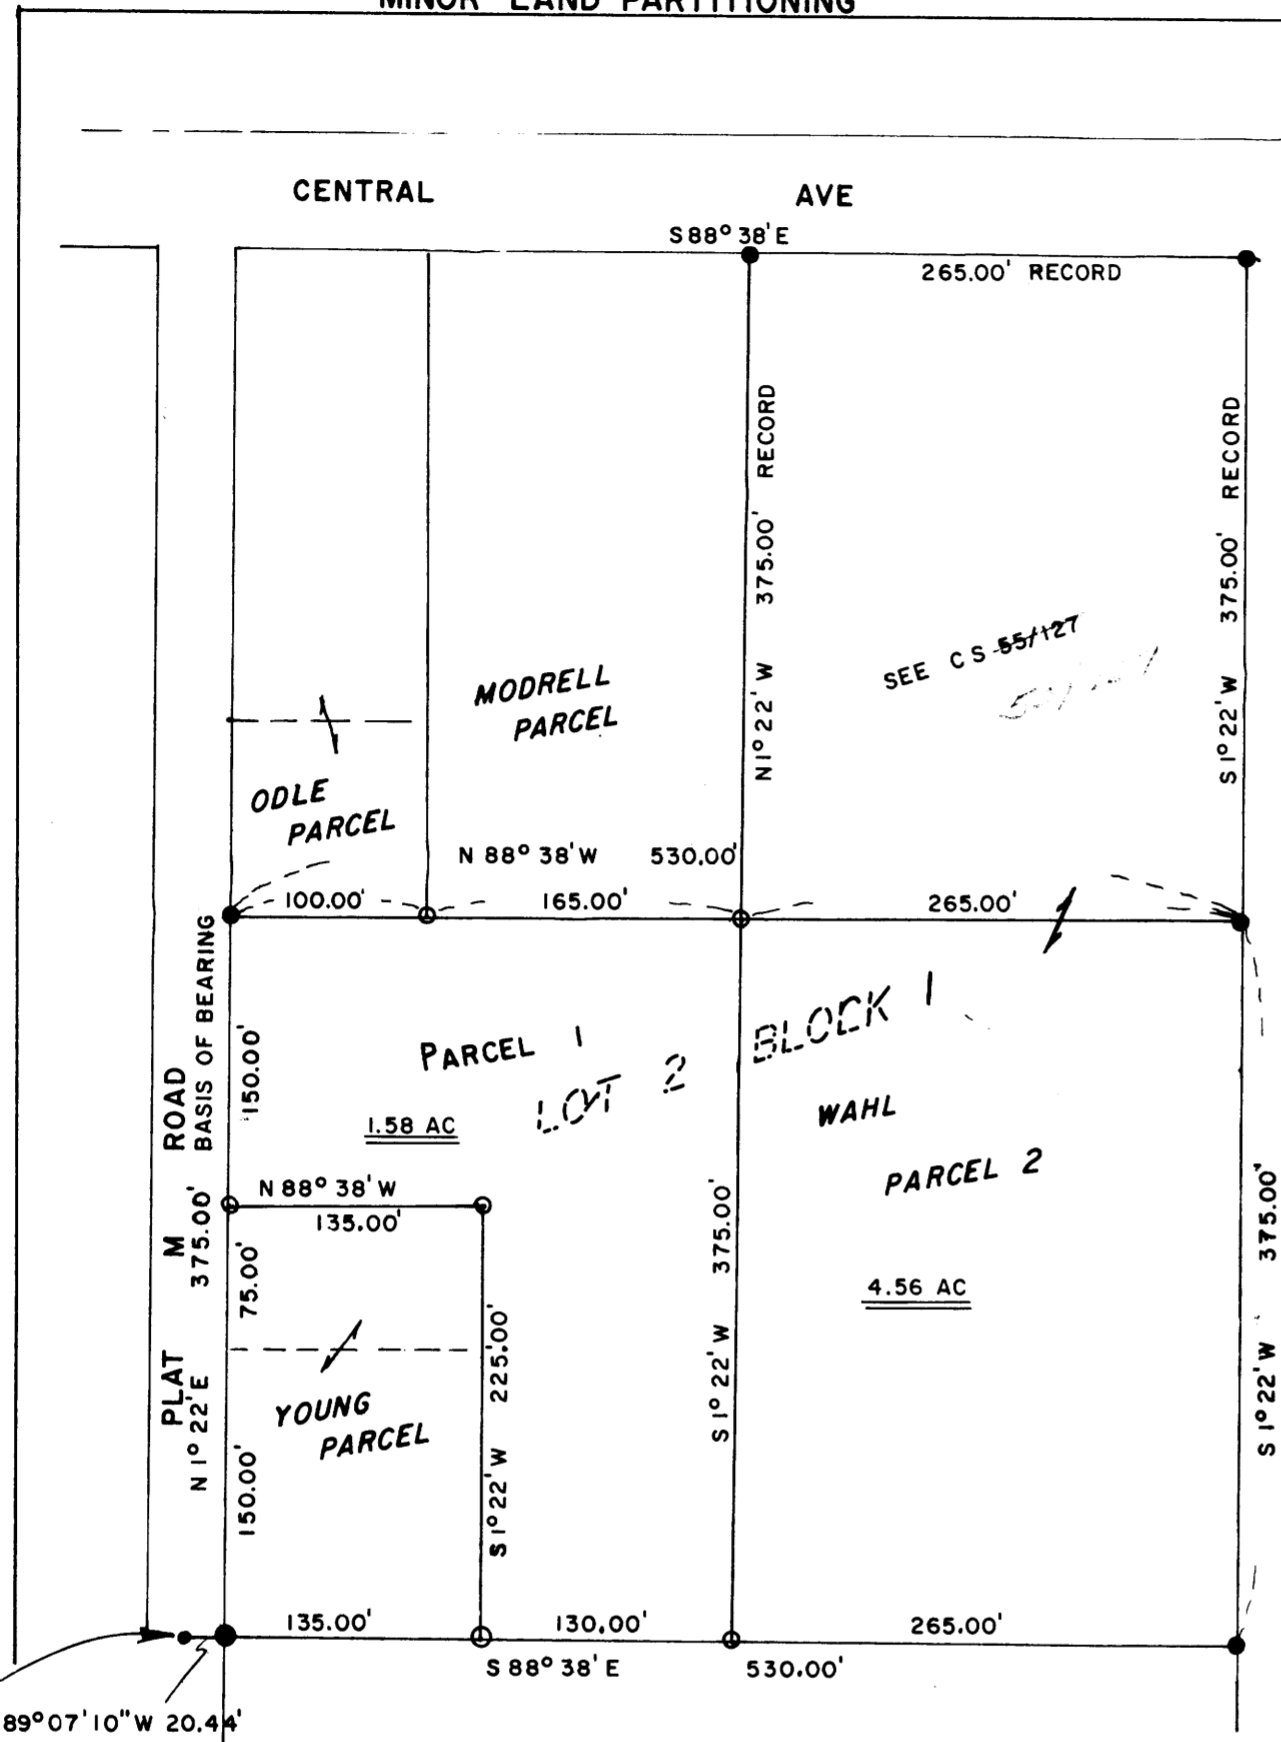 MINOR LAND PARTITIONING
CENTRAL AVE
S 88° 38' E
265.00' RECORD
N 1° 22' W 375.00' RECORD
S 1° 22' W 375.00' RECORD
SEE CS 55/127
MODRELL
PARCEL
ODLE
PARCEL
N 88° 38' W 530.00'
100.00' 165.00' 265.00'
PLAT M ROAD
N 1° 22' E 375.00' BASIS OF BEARING
150.00'
PARCEL 1
LOT 2 BLOCK 1
1.58 AC
WAHL
PARCEL 2
4.56 AC
N 88° 38' W
135.00'
75.00'
S 1° 22' W 225.00'
S 1° 22' W 375.00'
S 1° 22' W 375.00'
YOUNG
PARCEL
150.00'
135.00' 130.00' 265.00'
S 88° 38' E 530.00'
89° 07' 10" W 20.44'